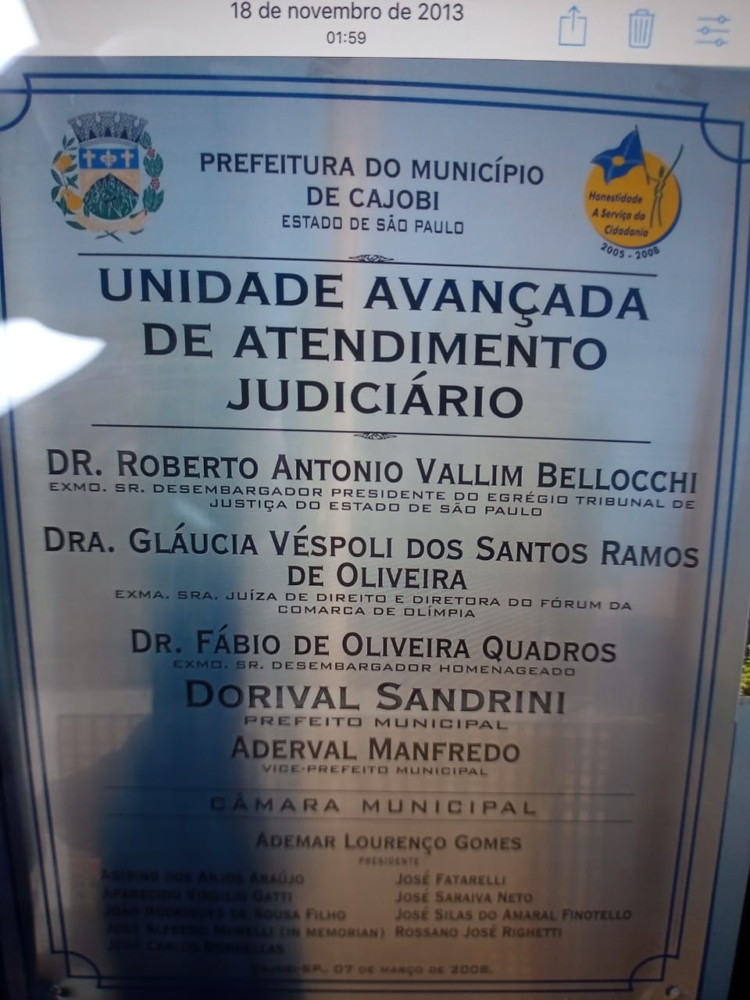 18 de novembro de 2013
01:59
PREFEITURA DO MUNICÍPIO
DE CAJOBI
ESTADO DE SÃO PAULO
Honestidade
A Serviço da
Cidadania
2005 - 2008
UNIDADE AVANÇADA
DE ATENDIMENTO
JUDICIÁRIO
DR. ROBERTO ANTONIO VALLIM BELLOCCHI
EXMO. SR. DESEMBARGADOR PRESIDENTE DO EGRÉGIO TRIBUNAL DE
JUSTIÇA DO ESTADO DE SÃO PAULO
DRA. GLÁUCIA VÉSPOLI DOS SANTOS RAMOS
DE OLIVEIRA
EXMA. SRA. JUÍZA DE DIREITO E DIRETORA DO FÓRUM DA
COMARCA DE OLÍMPIA
DR. FÁBIO DE OLIVEIRA QUADROS
EXMO. SR. DESEMBARGADOR HOMENAGEADO
DORIVAL SANDRINI
PREFEITO MUNICIPAL
ADERVAL MANFREDO
VICE-PREFEITO MUNICIPAL
CÂMARA MUNICIPAL
ADEMAR LOURENÇO GOMES
PRESIDENTE
DOS ANJOS ARAÚJO
JOSÉ FATARELLI
APARECIDO VIRGILIO GATTI
JOSÉ SARAIVA NETO
JOÃO RODRIGUES DE SOUSA FILHO
JOSÉ SILAS DO AMARAL FINOTELLO
JOSÉ ALFREDO MORELLI (IN MEMORIAN)
ROSSANO JOSÉ RIGHETTI
JOSÉ CARLOS
CAJOBI-SP., 07 DE MARÇO DE 2008.